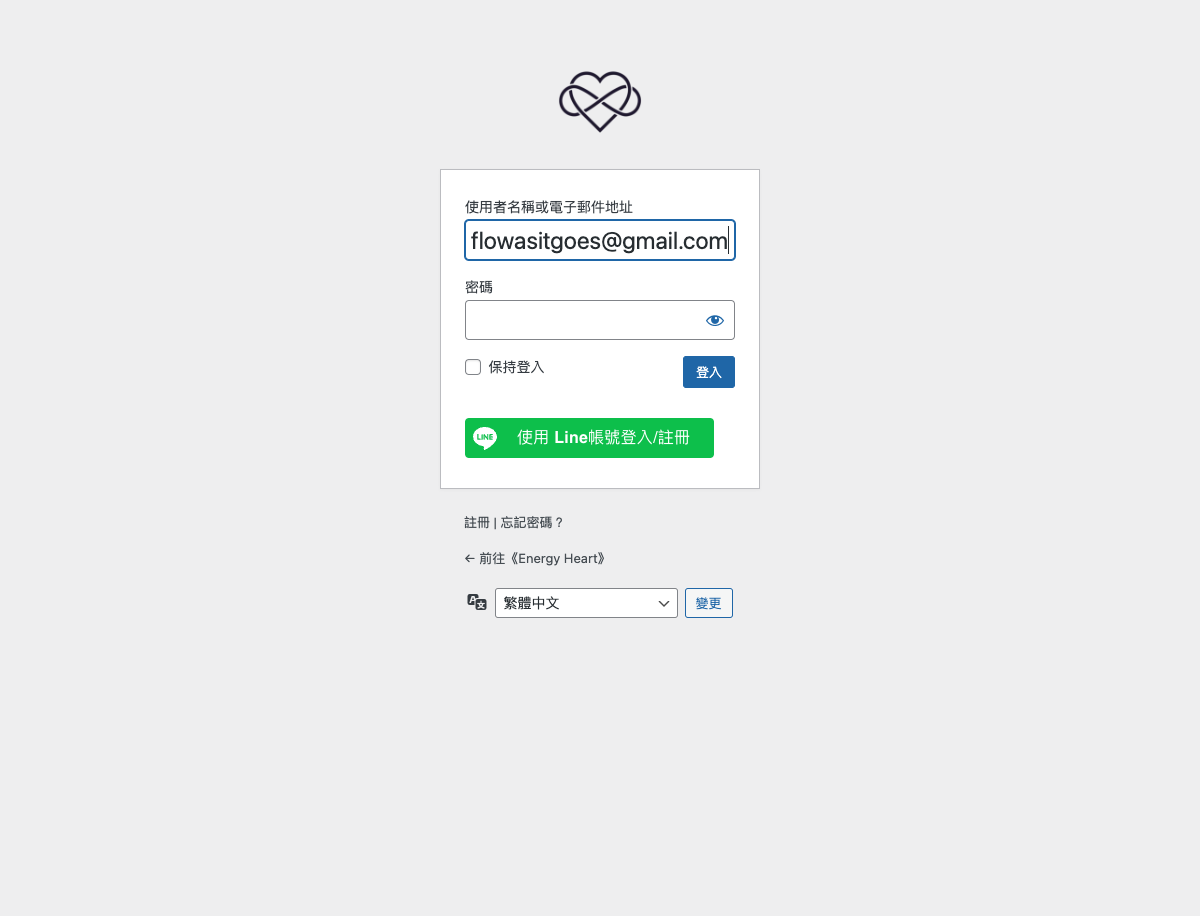 使用者名稱或電子郵件地址
flowasitgoes@gmail.com
密碼
保持登入
登入
LINE 使用 Line帳號登入/註冊
註冊 | 忘記密碼？
← 前往《Energy Heart》
繁體中文
變更